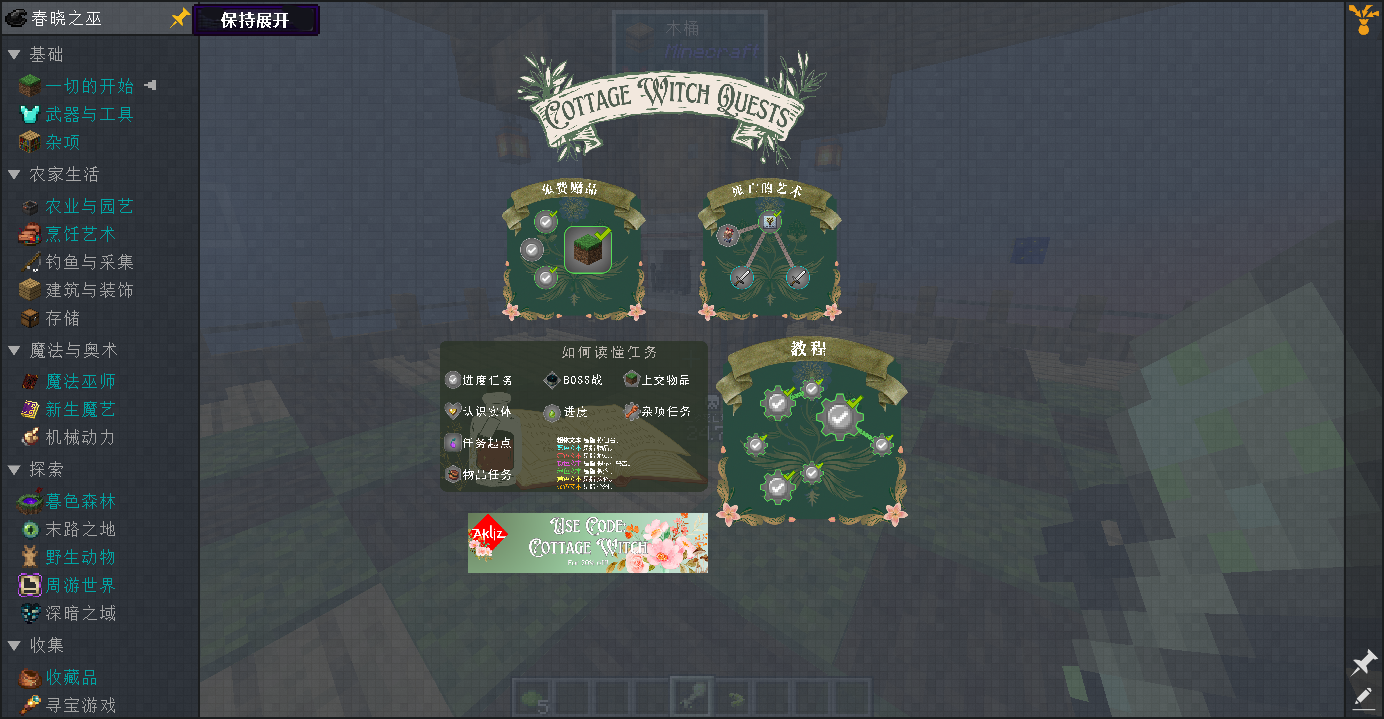 春晓之巫
保持展开
基础
一切的开始
武器与工具
杂项
农家生活
农业与园艺
烹饪艺术
钓鱼与采集
建筑与装饰
存储
魔法与奥术
魔法巫师
新生魔艺
机械动力
探索
暮色森林
末路之地
野生动物
周游世界
深暗之域
收集
收藏品
寻宝游戏
木桶
Minecraft
COTTAGE WITCH QUESTS
免费赠品
死亡的艺术
如何读懂任务
进度任务
BOSS战
上交物品
认识实体
进度
杂项任务
任务起点
物品任务
教程
Akliz
USE CODE:
COTTAGE WITCH
5